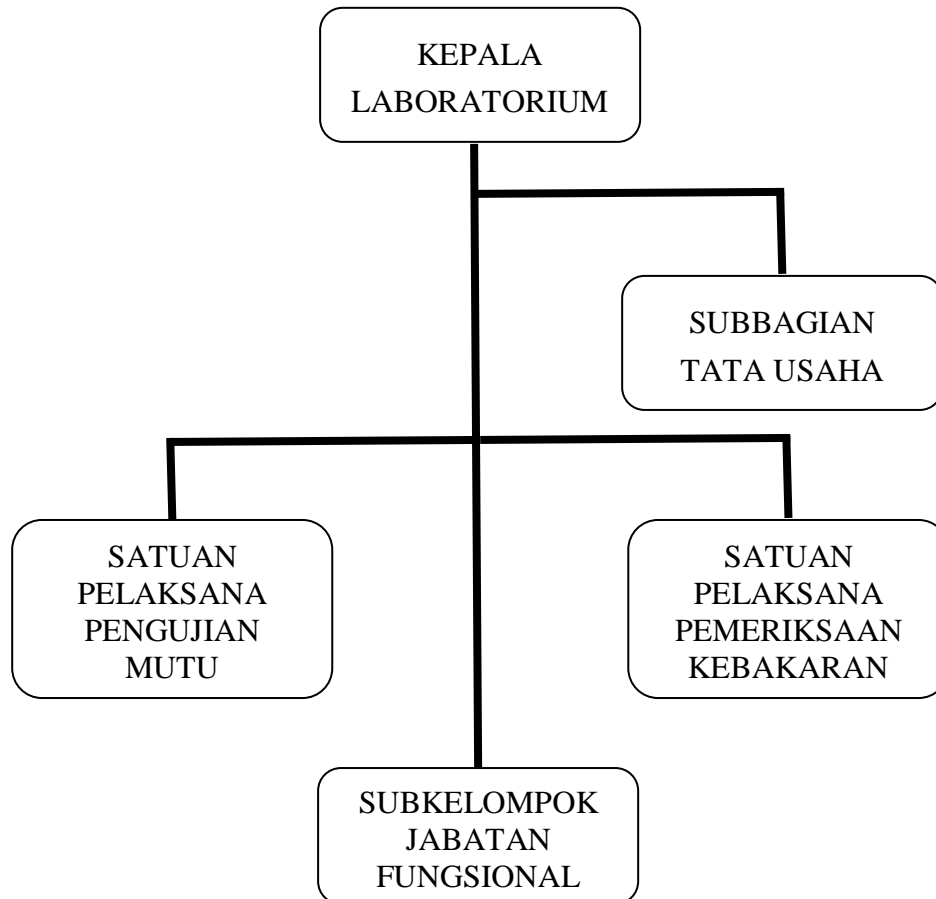 KEPALA
LABORATORIUM
SUBBAGIAN
TATA USAHA
SATUAN
PELAKSANA
PENGUJIAN
MUTU
SATUAN
PELAKSANA
PEMERIKSAAN
KEBAKARAN
SUBKELOMPOK
JABATAN
FUNGSIONAL